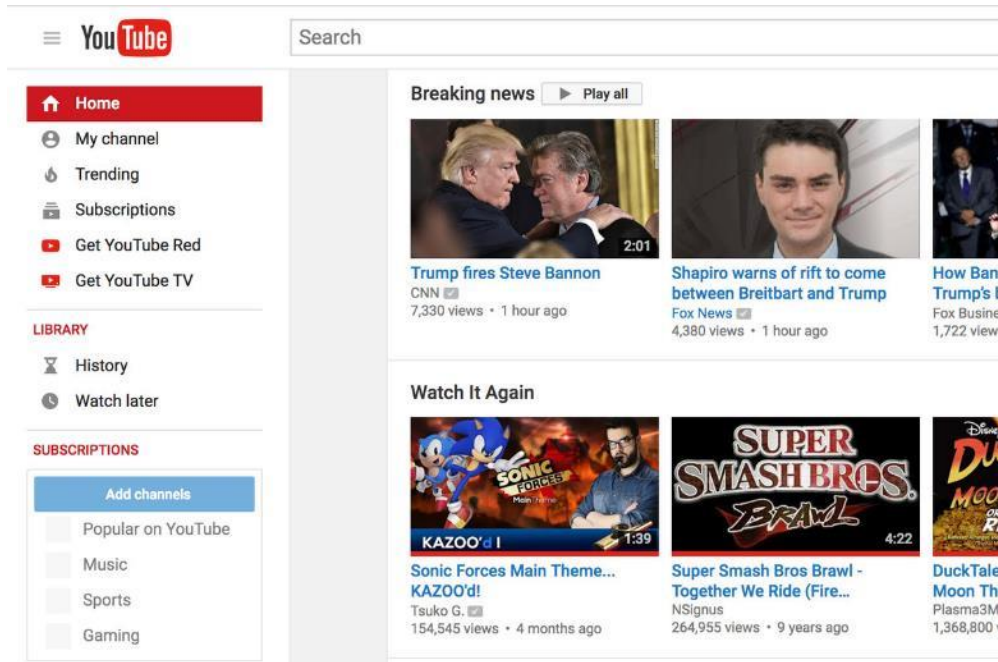 YouTube
Search
Home
My channel
Trending
Subscriptions
Get YouTube Red
Get YouTube TV
LIBRARY
History
Watch later
SUBSCRIPTIONS
Add channels
Popular on YouTube
Music
Sports
Gaming
Breaking news
Play all
2:01
Trump fires Steve Bannon
CNN
7,330 views • 1 hour ago
Shapiro warns of rift to come
between Breitbart and Trump
Fox News
4,380 views • 1 hour ago
How Ban
Trump's
Fox Busine
1,722 view
Watch It Again
SONIC
FORCES
Main Theme
KAZOO'd !
1:39
Sonic Forces Main Theme...
KAZOO'd!
Tsuko G.
154,545 views • 4 months ago
SUPER
SMASH BROS.
BRAWL
4:22
Super Smash Bros Brawl -
Together We Ride (Fire...
NSignus
264,955 views • 9 years ago
DuckTale
Moon Th
Plasma3M
1,368,800